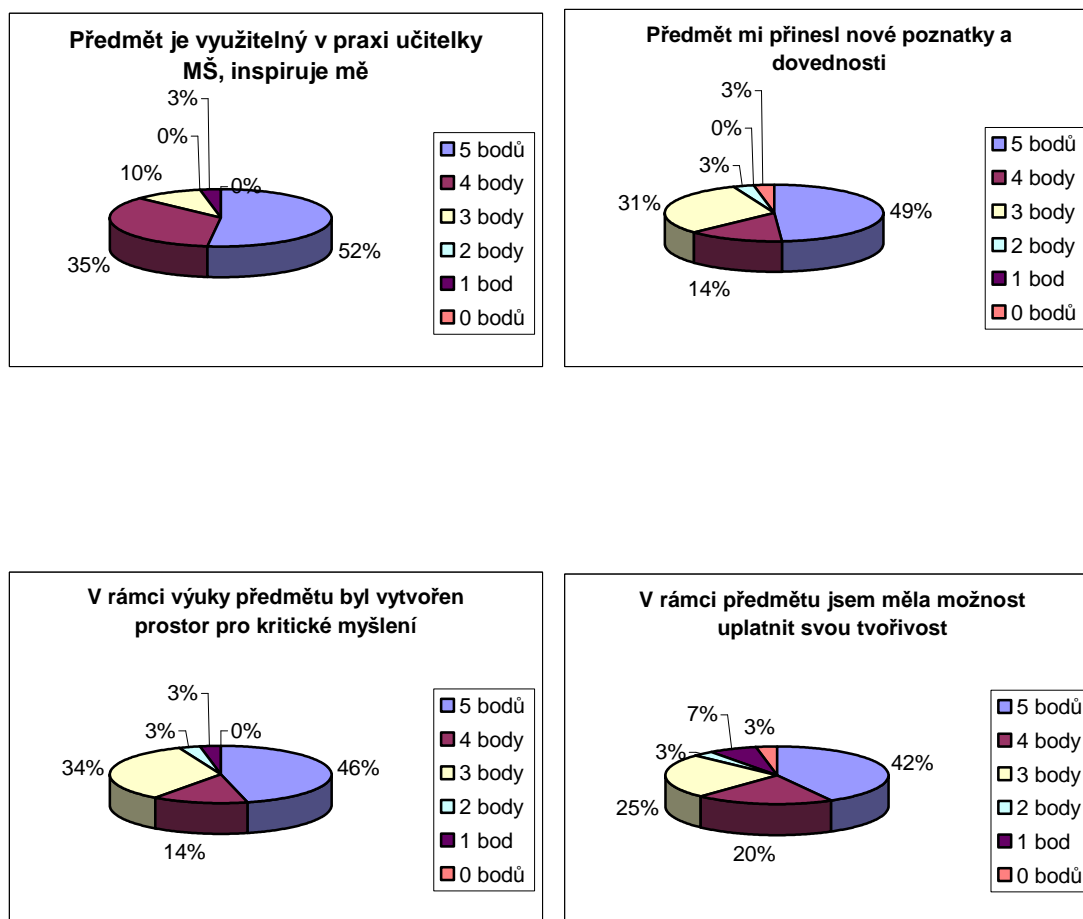 Předmět je využitelný v praxi učitelky
MŠ, inspiruje mě
3%
0%
10%
0%
35%
52%
5 bodů
4 body
3 body
2 body
1 bod
0 bodů
Předmět mi přinesl nové poznatky a
dovednosti
3%
0%
3%
31%
49%
14%
5 bodů
4 body
3 body
2 body
1 bod
0 bodů
V rámci výuky předmětu byl vytvořen
prostor pro kritické myšlení
3%
3%
0%
34%
46%
14%
5 bodů
4 body
3 body
2 body
1 bod
0 bodů
V rámci předmětu jsem měla možnost
uplatnit svou tvořivost
7%
3%
3%
42%
25%
20%
5 bodů
4 body
3 body
2 body
1 bod
0 bodů